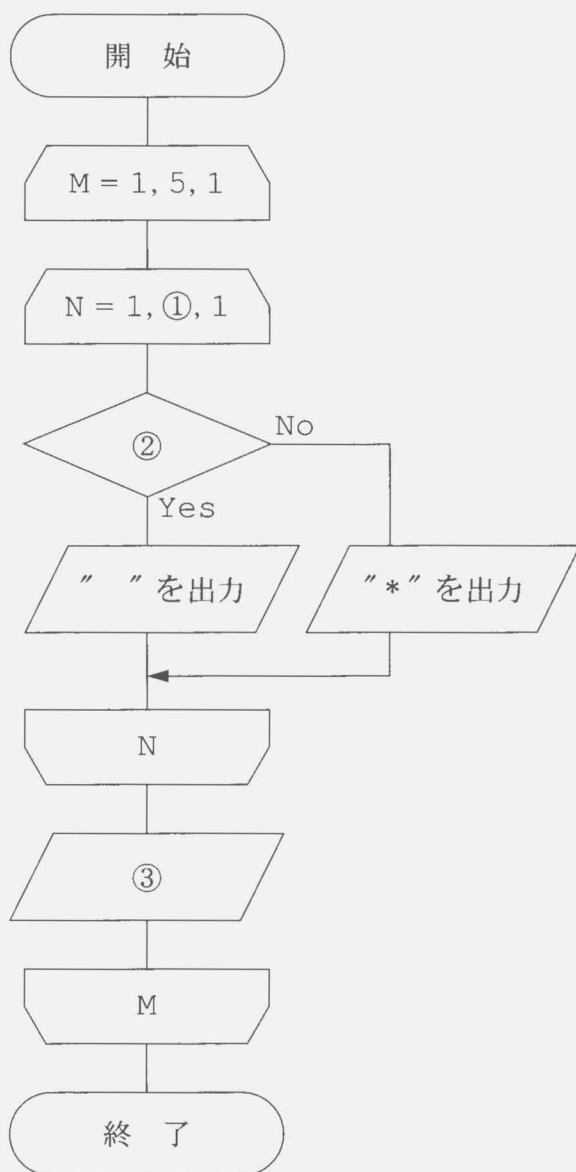 開 始
M = 1, 5, 1
N = 1, ①, 1
②
No
Yes
″ ″ を出力
″*″ を出力
N
③
M
終 了